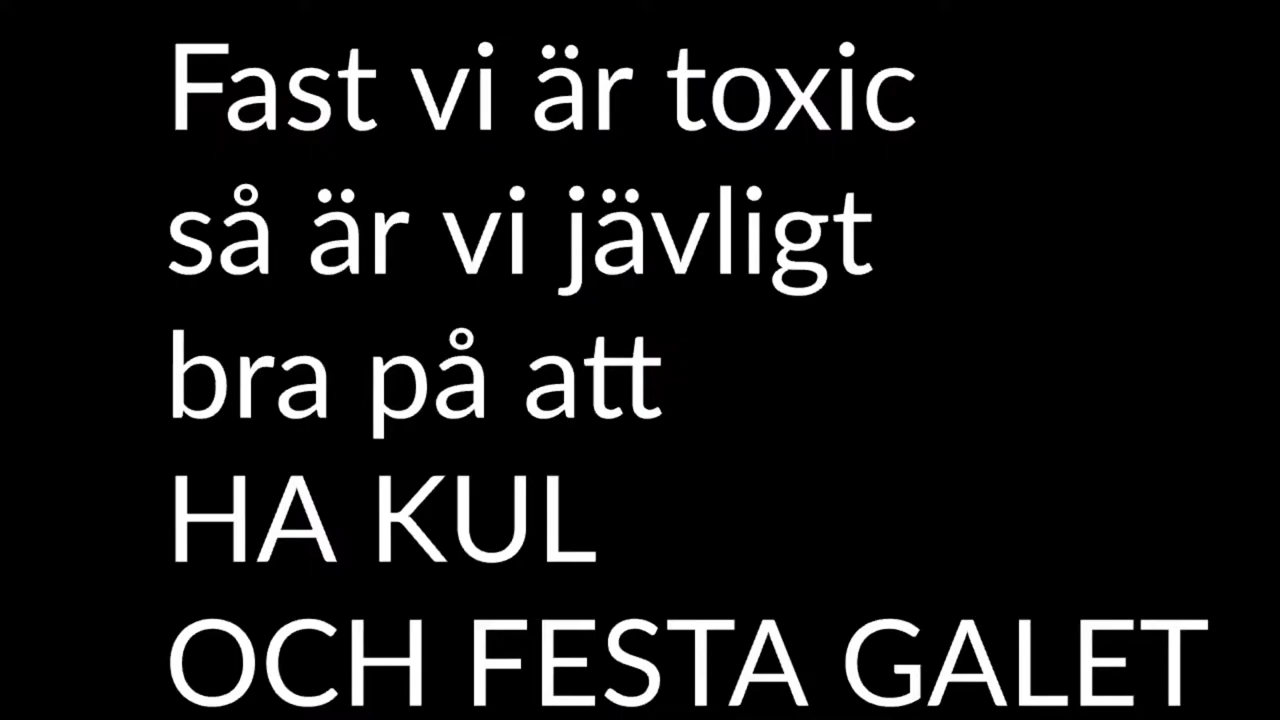 Fast vi är toxic
så är vi jävligt
bra på att
HA KUL
OCH FESTA GALET